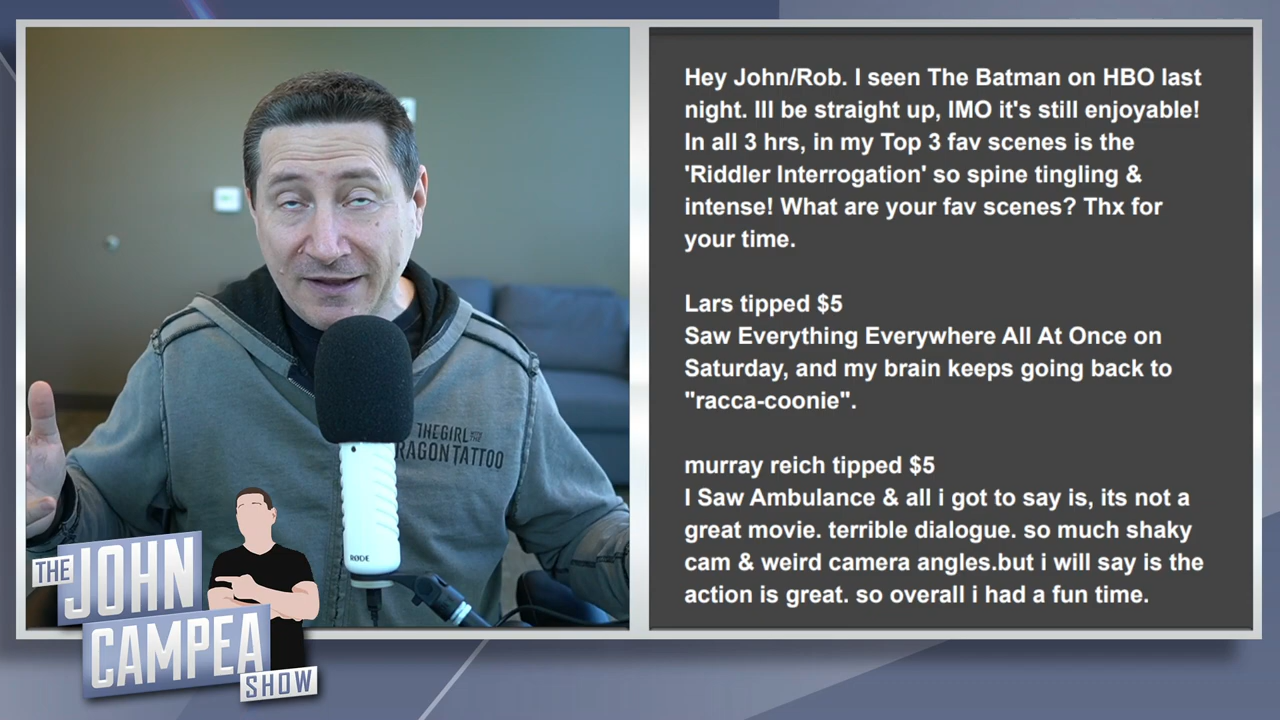 Hey John/Rob. I seen The Batman on HBO last
night. Ill be straight up, IMO it's still enjoyable!
In all 3 hrs, in my Top 3 fav scenes is the
'Riddler Interrogation' so spine tingling &
intense! What are your fav scenes? Thx for
your time.
Lars tipped $5
Saw Everything Everywhere All At Once on
Saturday, and my brain keeps going back to
"racca-coonie".
murray reich tipped $5
I Saw Ambulance & all i got to say is, its not a
great movie. terrible dialogue. so much shaky
cam & weird camera angles.but i will say is the
action is great. so overall i had a fun time.
THE GIRL WITH THE
DRAGON TATTOO
RØDE
THE
JOHN
CAMPEA
SHOW